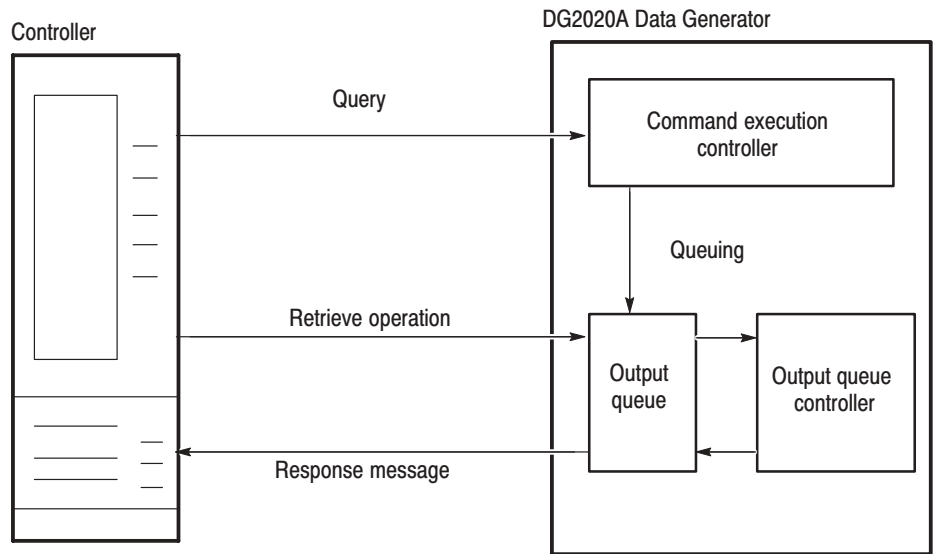 DG2020A Data Generator
Controller
Query
Command execution
controller
Queuing
Retrieve operation
Output
queue
Output queue
controller
Response message